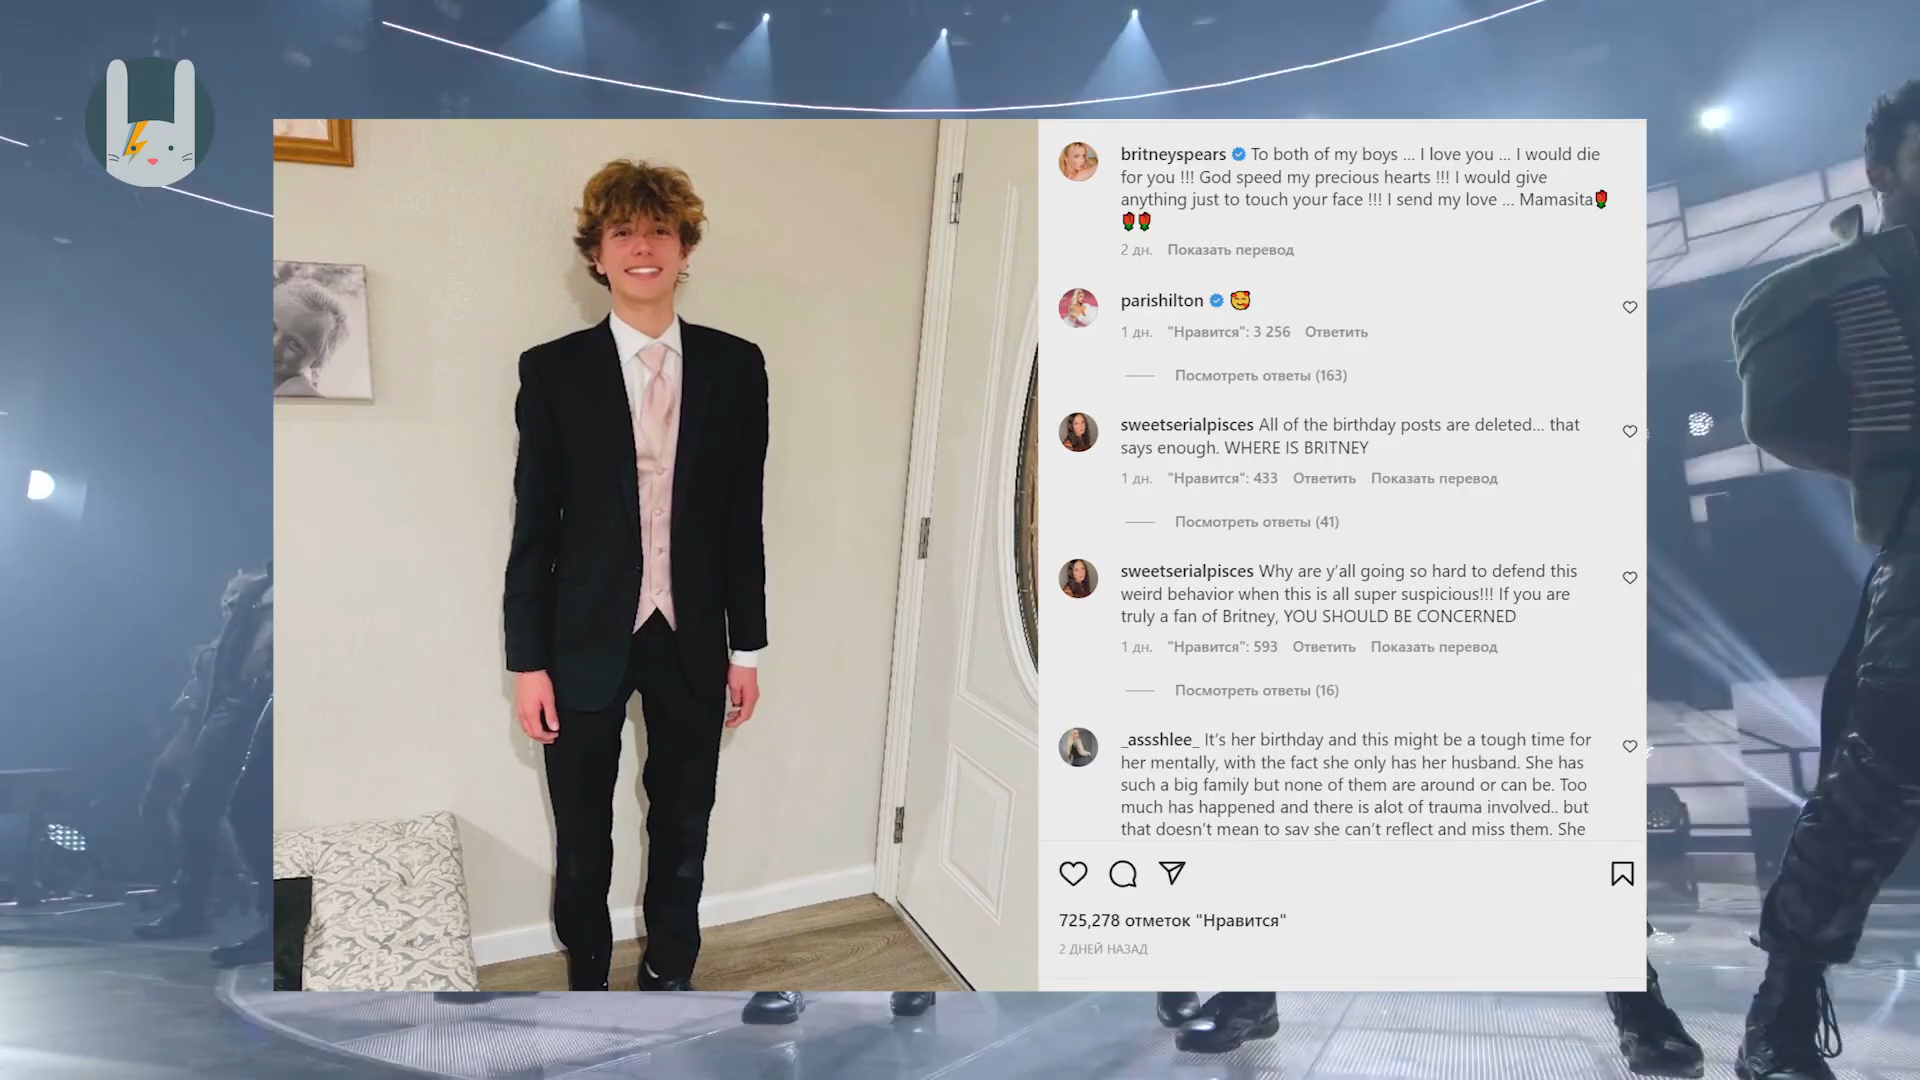 britneyspears To both of my boys ... I love you ... I would die
for you !!! God speed my precious hearts !!! I would give
anything just to touch your face !!! I send my love ... Mamasita🌹
🌹🌹
2 дн. Показать перевод
parishilton 🥰
1 дн. "Нравится": 3 256 Ответить
Посмотреть ответы (163)
sweetserialpisces All of the birthday posts are deleted... that
says enough. WHERE IS BRITNEY
1 дн. "Нравится": 433 Ответить Показать перевод
Посмотреть ответы (41)
sweetserialpisces Why are y’all going so hard to defend this
weird behavior when this is all super suspicious!!! If you are
truly a fan of Britney, YOU SHOULD BE CONCERNED
1 дн. "Нравится": 593 Ответить Показать перевод
Посмотреть ответы (16)
_assshlee_ It’s her birthday and this might be a tough time for
her mentally, with the fact she only has her husband. She has
such a big family but none of them are around or can be. Too
much has happened and there is alot of trauma involved.. but
that doesn’t mean to say she can’t reflect and miss them. She
725,278 отметок "Нравится"
2 ДНЕЙ НАЗАД